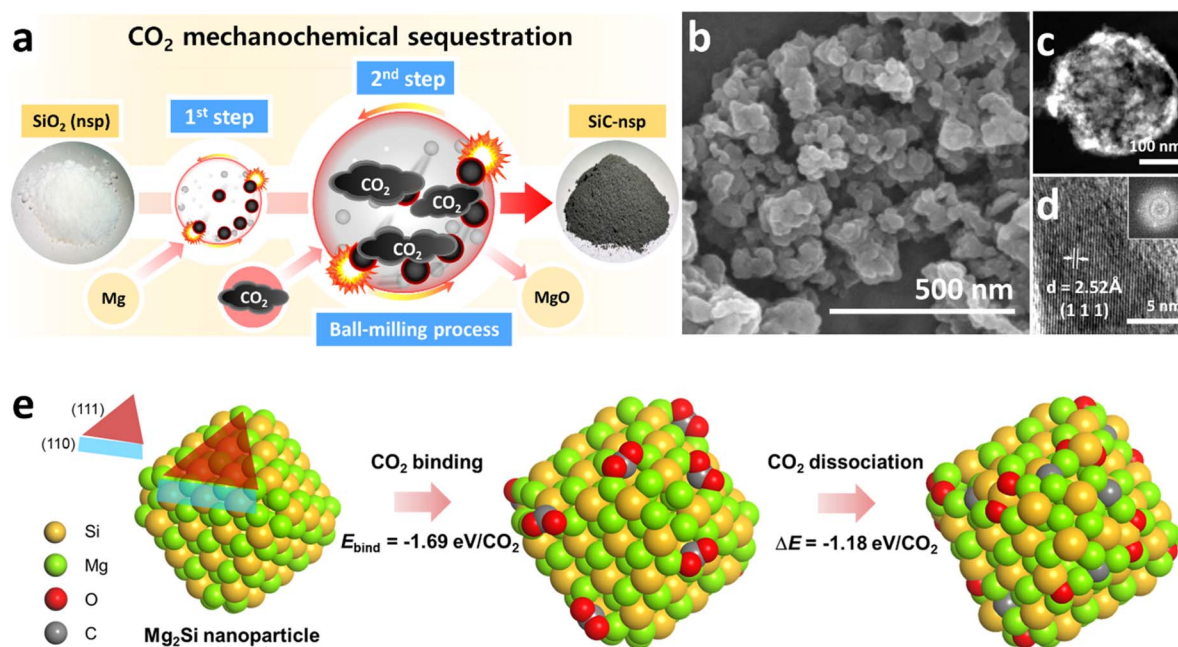 a
CO₂ mechanochemical sequestration
2ⁿᵈ step
SiO₂ (nsp)
1ˢᵗ step
SiC-nsp
CO₂
CO₂
CO₂
Mg
CO₂
MgO
Ball-milling process
b
500 nm
c
100 nm
d
d = 2.52Å
(1 1 1)
5 nm
e
(111)
(110)
Si
Mg
O
C
Mg₂Si nanoparticle
CO₂ binding
E_bind = -1.69 eV/CO₂
CO₂ dissociation
ΔE = -1.18 eV/CO₂